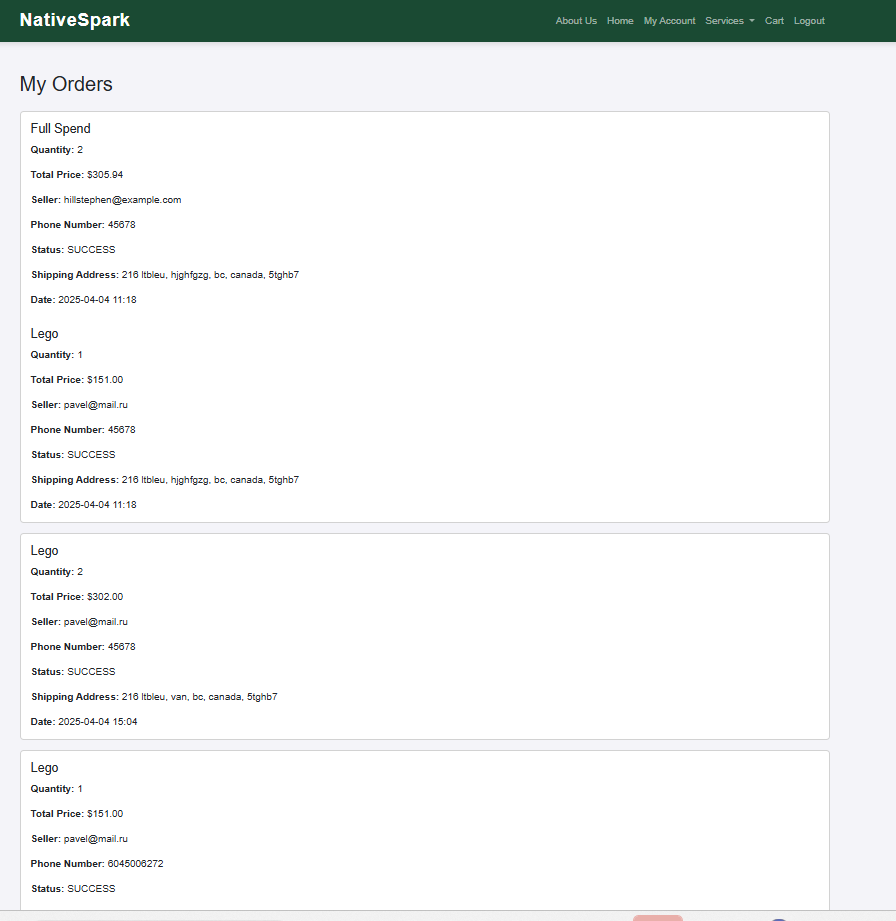 NativeSpark
About Us Home My Account Services Cart Logout
My Orders
Full Spend
Quantity: 2
Total Price: $305.94
Seller: hillstephen@example.com
Phone Number: 45678
Status: SUCCESS
Shipping Address: 216 ltbleu, hjghfgzg, bc, canada, 5tghb7
Date: 2025-04-04 11:18
Lego
Quantity: 1
Total Price: $151.00
Seller: pavel@mail.ru
Phone Number: 45678
Status: SUCCESS
Shipping Address: 216 ltbleu, hjghfgzg, bc, canada, 5tghb7
Date: 2025-04-04 11:18
Lego
Quantity: 2
Total Price: $302.00
Seller: pavel@mail.ru
Phone Number: 45678
Status: SUCCESS
Shipping Address: 216 ltbleu, van, bc, canada, 5tghb7
Date: 2025-04-04 15:04
Lego
Quantity: 1
Total Price: $151.00
Seller: pavel@mail.ru
Phone Number: 6045006272
Status: SUCCESS